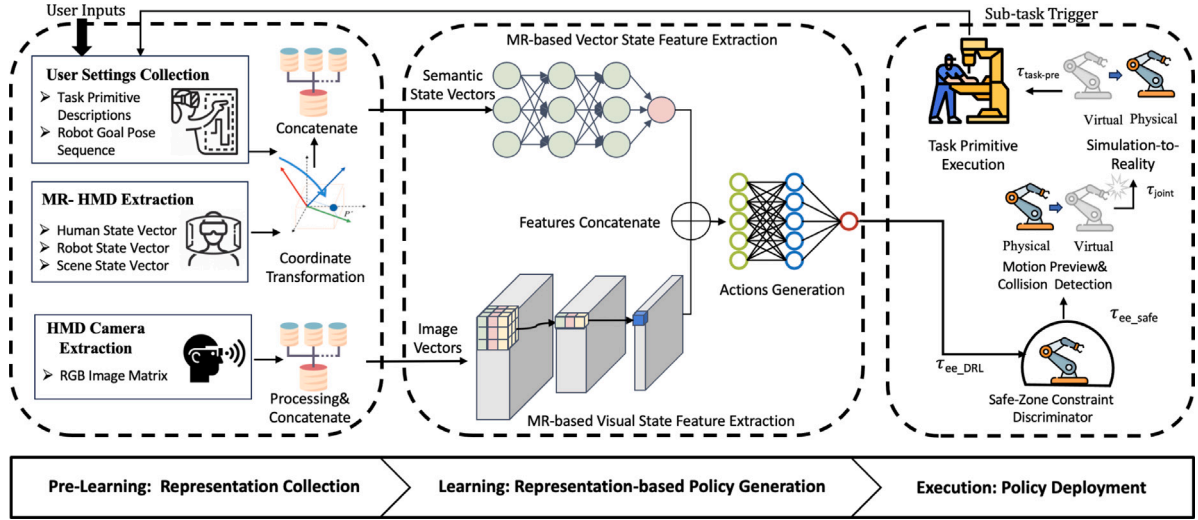 User Inputs
User Settings Collection
➢ Task Primitive
Descriptions
➢ Robot Goal Pose
Sequence
Concatenate
MR- HMD Extraction
➢ Human State Vector
➢ Robot State Vector
➢ Scene State Vector
P'
Coordinate
Transformation
HMD Camera
Extraction
➢ RGB Image Matrix
Processing&
Concatenate
MR-based Vector State Feature Extraction
Semantic
State Vectors
Features Concatenate
Actions Generation
Image
Vectors
MR-based Visual State Feature Extraction
Sub-task Trigger
τtask-pre
Virtual
Physical
Task Primitive
Execution
Simulation-to-
Reality
τjoint
Physical
Virtual
Motion Preview&
Collision Detection
τee_safe
τee_DRL
Safe-Zone Constraint
Discriminator
Pre-Learning: Representation Collection
Learning: Representation-based Policy Generation
Execution: Policy Deployment